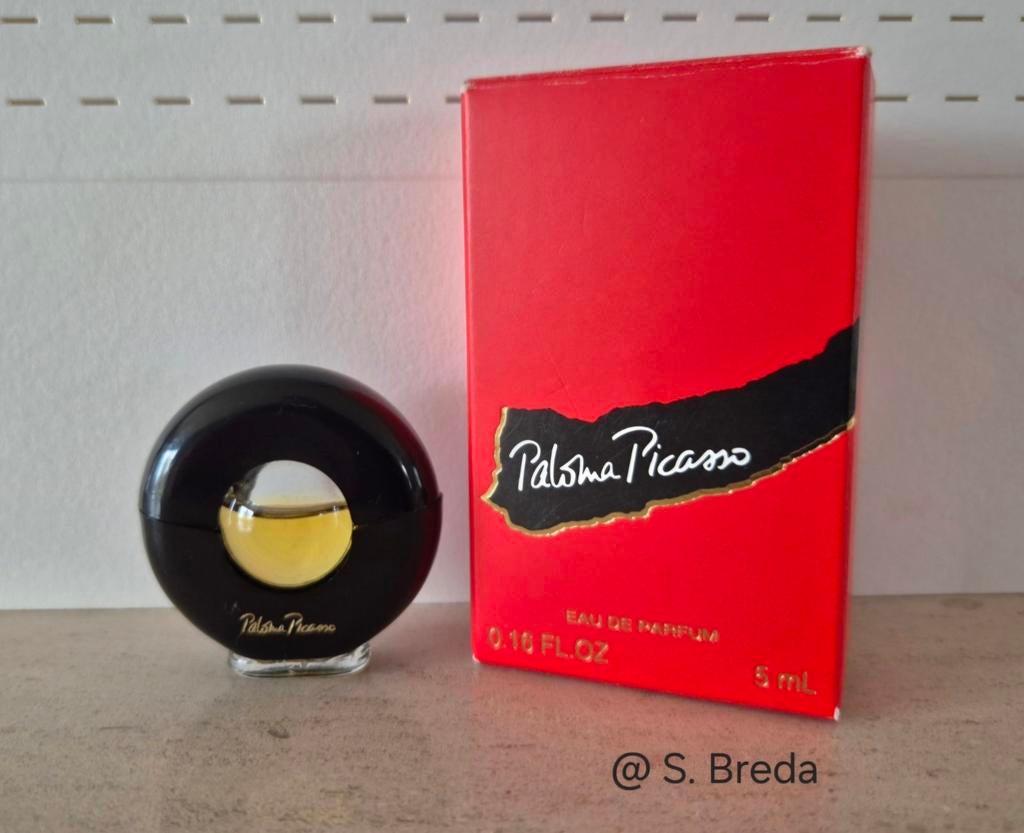 Paloma Picasso
Paloma Picasso
EAU DE PARFUM
0.16 FL.OZ
5 mL
@ S. Breda